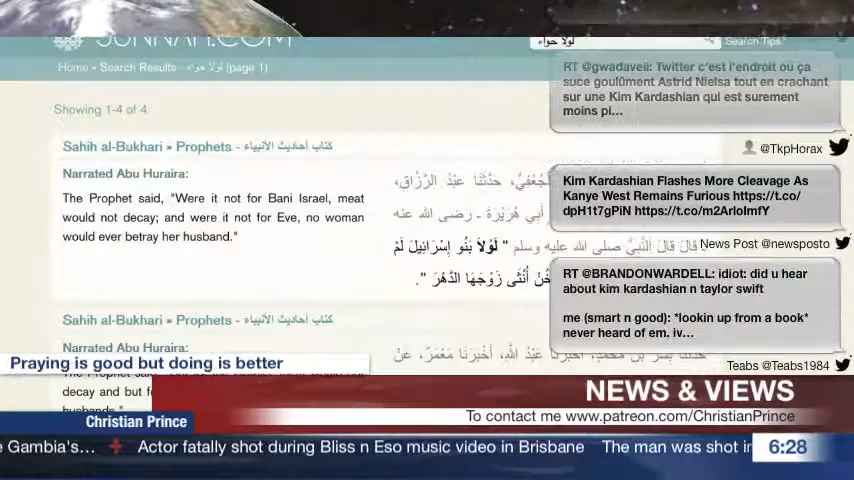 SUNNAH.COM
لولا حواء
Search Tips
Home » Search Results - لولا حواء (page 1)
Showing 1-4 of 4
Sahih al-Bukhari » Prophets - كتاب أحاديث الأنبياء
Narrated Abu Huraira:
The Prophet said, "Were it not for Bani Israel, meat
would not decay; and were it not for Eve, no woman
would ever betray her husband."
حَدَّثَنَا عَبْدُ الرَّزَّاقِ،
أَبِي هُرَيْرَةَ ـ رضى الله عنه
قَالَ قَالَ النَّبِيُّ صلى الله عليه وسلم ‏"‏ لَوْلاَ بَنُو إِسْرَائِيلَ لَمْ
أُنْثَى زَوْجَهَا الدَّهْرَ ‏"‏‏.‏
Sahih al-Bukhari » Prophets - كتاب أحاديث الأنبياء
Narrated Abu Huraira:
decay and but
husbands."
حَدَّثَنَا بِشْرُ بْنُ مُحَمَّدٍ، أَخْبَرَنَا عَبْدُ اللَّهِ، أَخْبَرَنَا مَعْمَرٌ، عَنْ
RT @gwadaveii: Twitter c'est l'endroit ou ça
suce goulûment Astrid Nielsa tout en crachant
sur une Kim Kardashian qui est surement
moins pi...
@TkpHorax
Kim Kardashian Flashes More Cleavage As
Kanye West Remains Furious https://t.co/
dpH1t7gPiN https://t.co/m2ArloImfY
News Post @newsposto
RT @BRANDONWARDELL: idiot: did u hear
about kim kardashian n taylor swift
me (smart n good): *lookin up from a book*
never heard of em. iv...
Teabs @Teabs1984
Praying is good but doing is better
NEWS & VIEWS
Christian Prince
To contact me www.patreon.com/ChristianPrince
Gambia's... Actor fatally shot during Bliss n Eso music video in Brisbane The man was shot
6:28